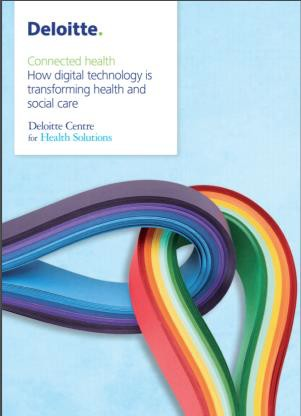 Deloitte.
Connected health
How digital technology is
transforming health and
social care
Deloitte Centre
for Health Solutions